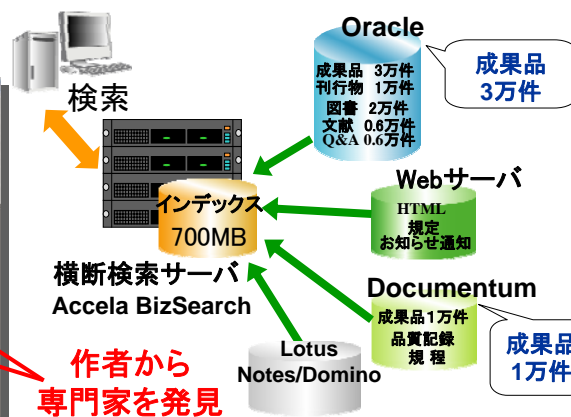 Oracle
成果品 3万件
刊行物 1万件
図書 2万件
文献 0.6万件
Q&A 0.6万件
成果品
3万件
検索
インデックス
700MB
横断検索サーバ
Accela BizSearch
Webサーバ
HTML
規定
お知らせ通知
Documentum
成果品1万件
品質記録
規 程
成果品
1万件
Lotus
Notes/Domino
作者から
専門家を発見